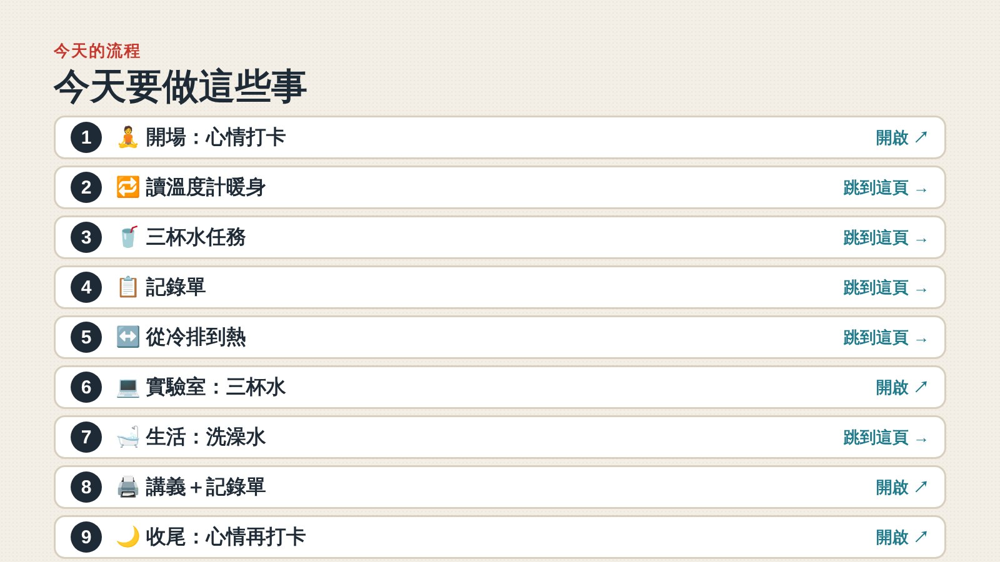 今天的流程
今天要做這些事
1 🧘 開場：心情打卡 開啟 ↗
2 🔁 讀溫度計暖身 跳到這頁 →
3 🥤 三杯水任務 跳到這頁 →
4 📋 記錄單 跳到這頁 →
5 ↔️ 從冷排到熱 跳到這頁 →
6 💻 實驗室：三杯水 開啟 ↗
7 🛁 生活：洗澡水 跳到這頁 →
8 🖨️ 講義＋記錄單 開啟 ↗
9 🌙 收尾：心情再打卡 開啟 ↗